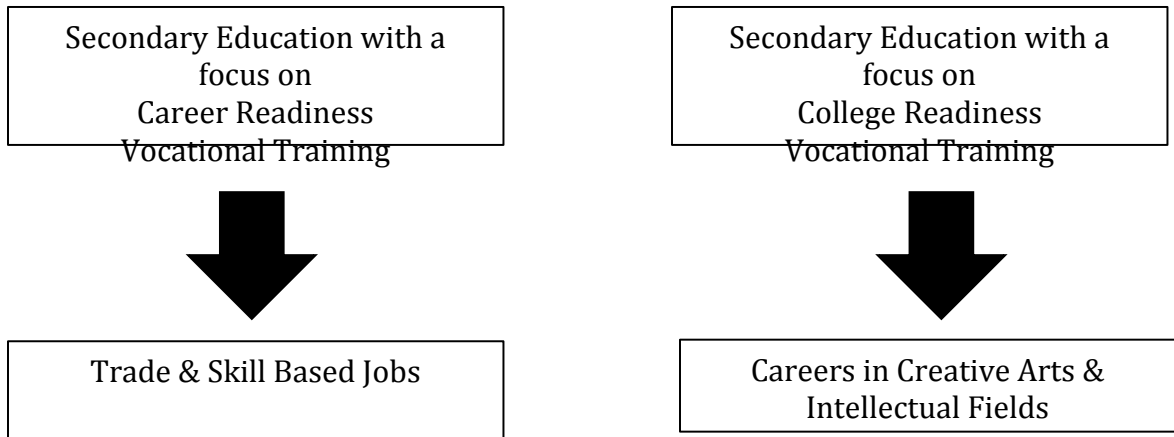 Secondary Education with a
focus on
Career Readiness
Vocational Training
Secondary Education with a
focus on
College Readiness
Vocational Training
Trade & Skill Based Jobs
Careers in Creative Arts &
Intellectual Fields